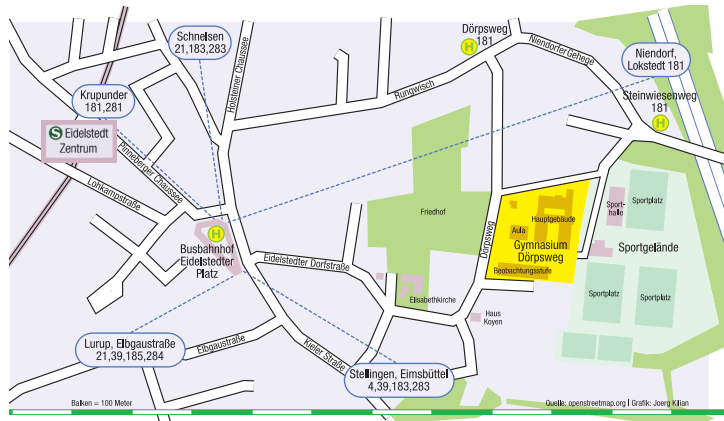 Schnelsen
21,183,283
Holsteiner Chaussee
Dörpsweg
181
Niendorfer Gehege
Niendorf,
Lokstedt 181
Rungwisch
Krupunder
181,281
Steinwiesenweg
181
H
H
S Eidelstedt
Zentrum
Pinneberger Chaussee
Lohkampstraße
Friedhof
Sport-
halle
Sportplatz
Hauptgebäude
Aula
H
Busbahnhof
Eidelstedter
Platz
Dörpsweg
Gymnasium
Dörpsweg
Sportgelände
Eidelstedter Dorfstraße
Beobachtungsstufe
Elisabethkirche
Sportplatz
Sportplatz
Haus
Koyen
Lurup, Elbgaustraße
21,39,185,284
Elbgaustraße
Kieler Straße
Stellingen, Eimsbüttel
4,39,183,283
Balken = 100 Meter
Quelle: openstreetmap.org | Grafik: Joerg Kilian